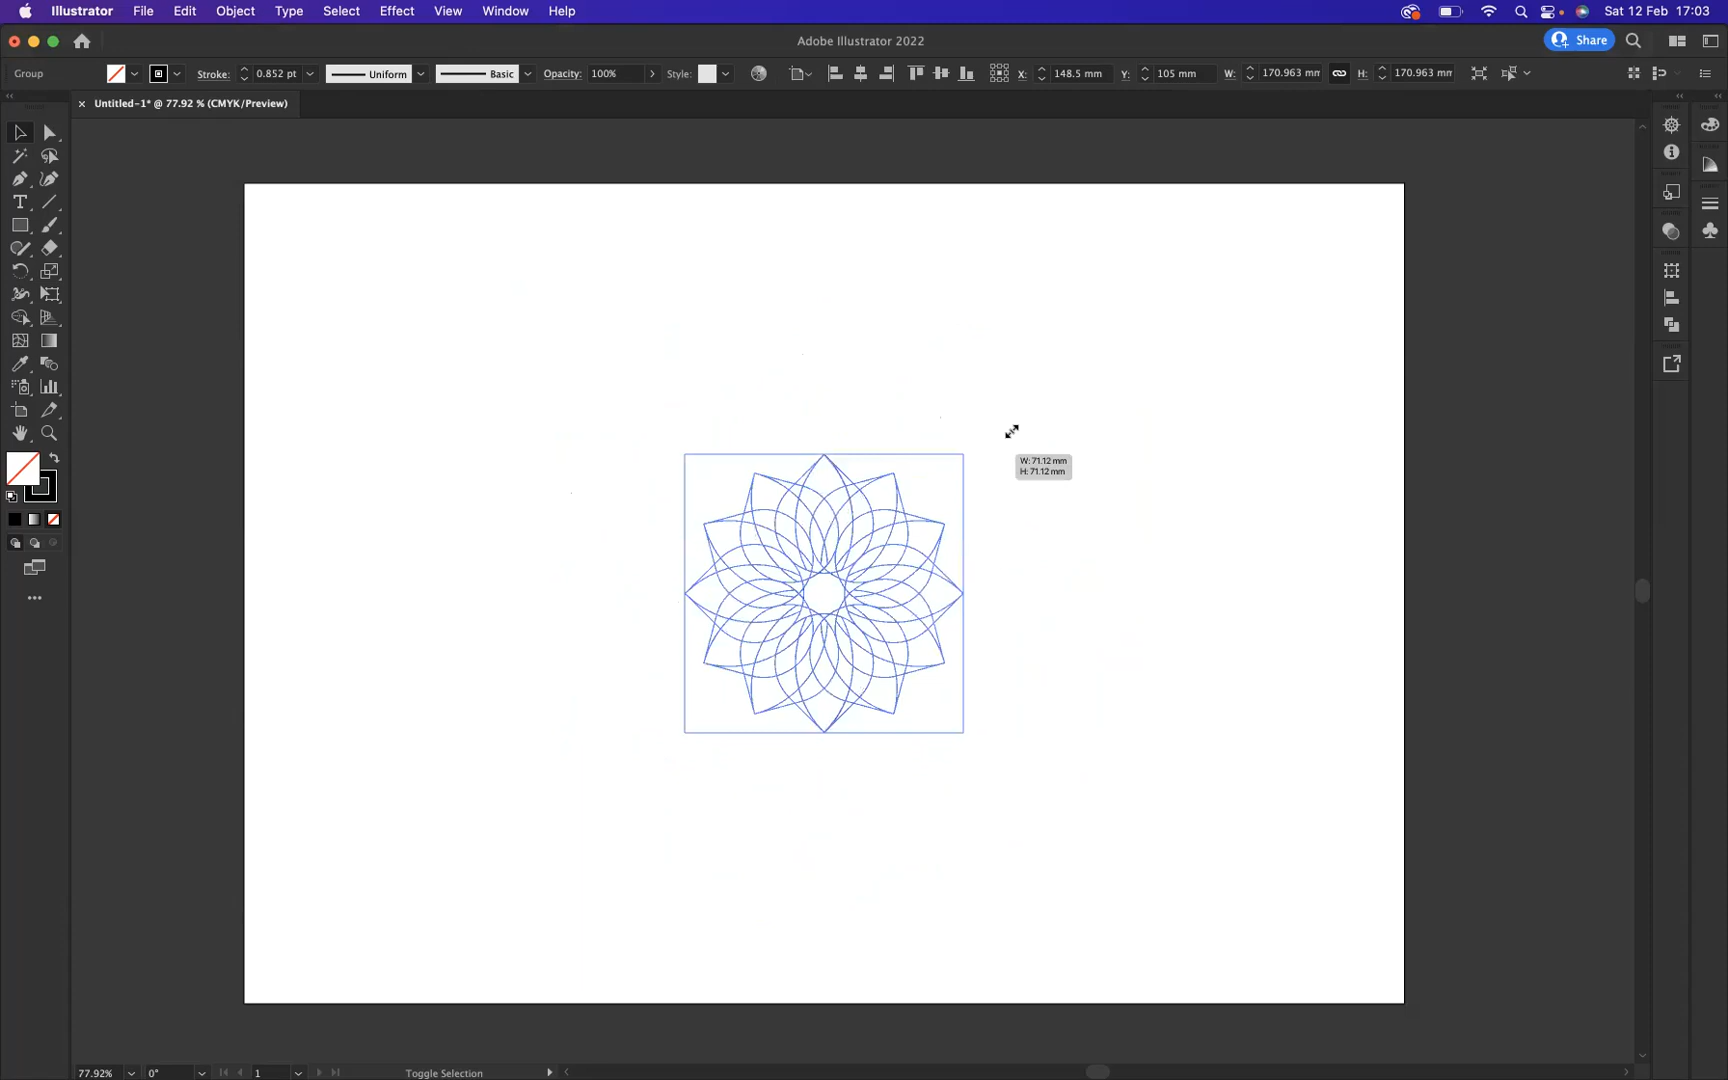 Illustrator File Edit Object Type Select Effect View Window Help Sat 12 Feb 17:03
Adobe Illustrator 2022 Share
Group Stroke: 0.852 pt Uniform Basic Opacity: 100% Style: X: 148.5 mm Y: 105 mm W: 170.963 mm H: 170.963 mm
× Untitled-1* @ 77.92 % (CMYK/Preview)
W: 71.12 mm
H: 71.12 mm
77.92% 0° 1 Toggle Selection